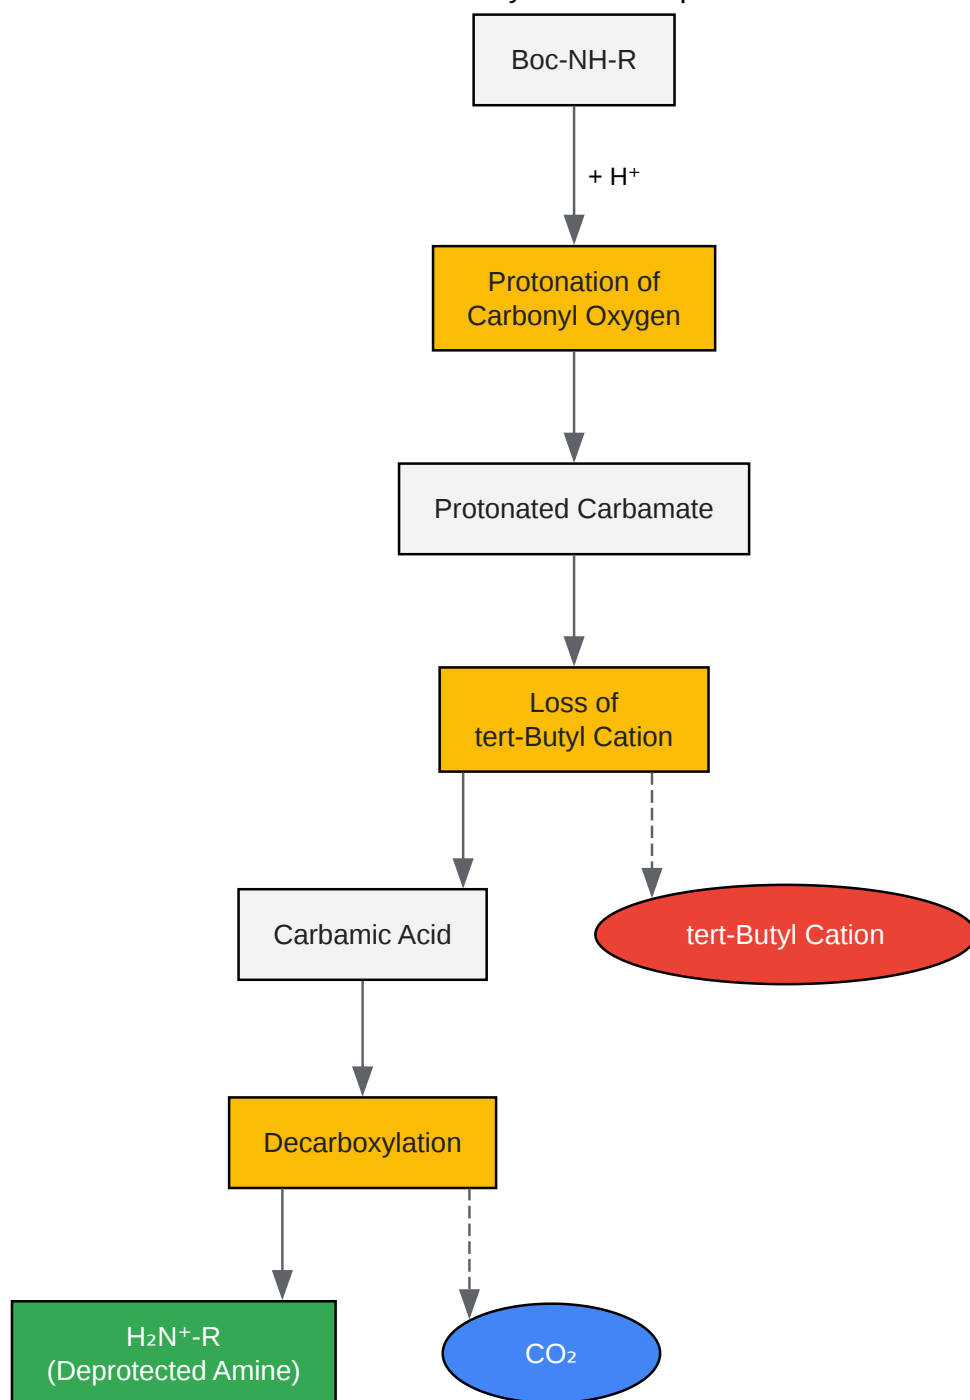 Boc-NH-R
+ H⁺
Protonation of
Carbonyl Oxygen
Protonated Carbamate
Loss of
tert-Butyl Cation
Carbamic Acid
tert-Butyl Cation
Decarboxylation
H₂N⁺-R
(Deprotected Amine)
CO₂